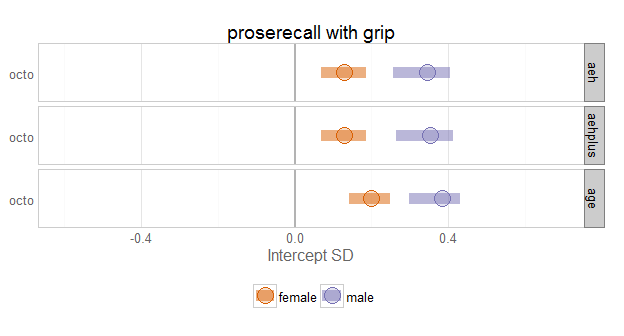 proserecall with grip
octo
aeh
octo
aehplus
octo
age
-0.4 0.0 0.4
Intercept SD
female male